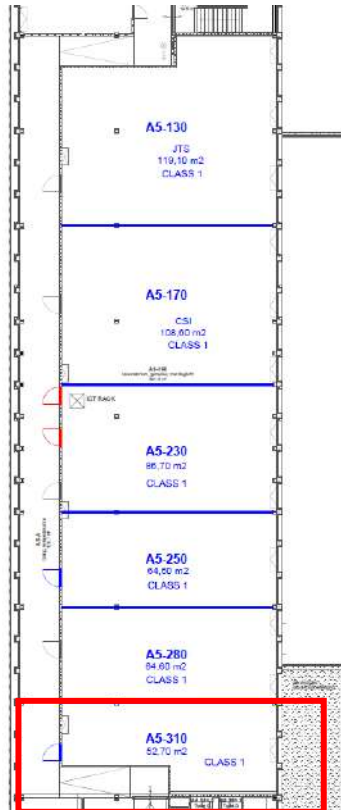 A5-130
JTS
119,10 m2
CLASS 1
A5-170
CSI
108,60 m2
CLASS 1
ICT RACK
A5-230
86,70 m2
CLASS 1
A5-250
64,60 m2
CLASS 1
A5-280
64,60 m2
CLASS 1
A5-310
52,70 m2
CLASS 1